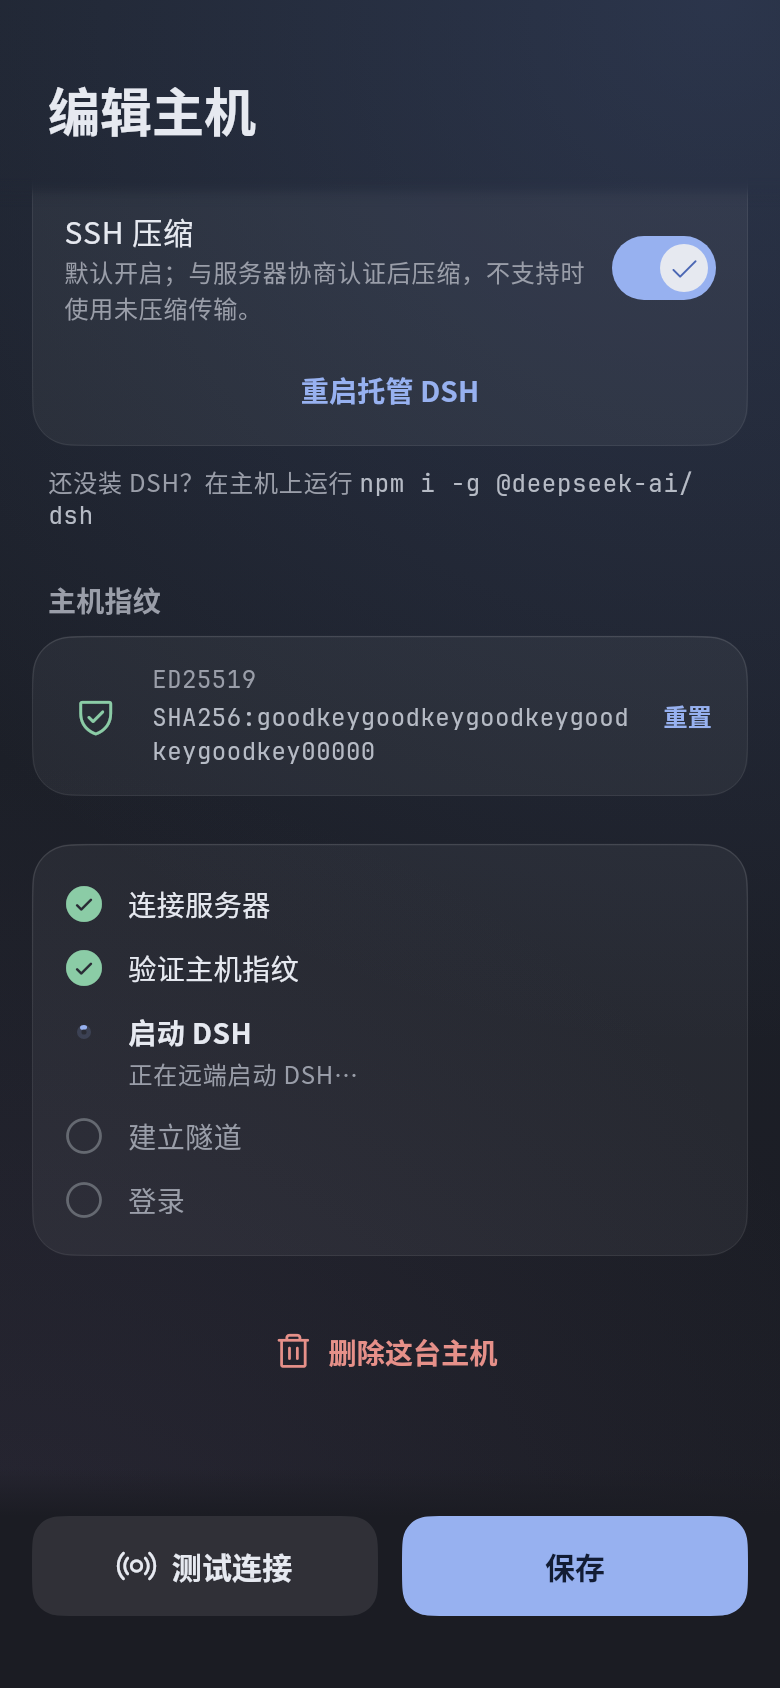 编辑主机
SSH 压缩
默认开启；与服务器协商认证后压缩，不支持时
使用未压缩传输。
重启托管 DSH
还没装 DSH？在主机上运行 npm i -g @deepseek-ai/
dsh
主机指纹
ED25519
SHA256:goodkeygoodkeygoodkeygood
keygoodkey00000
重置
连接服务器
验证主机指纹
启动 DSH
正在远端启动 DSH…
建立隧道
登录
删除这台主机
测试连接
保存